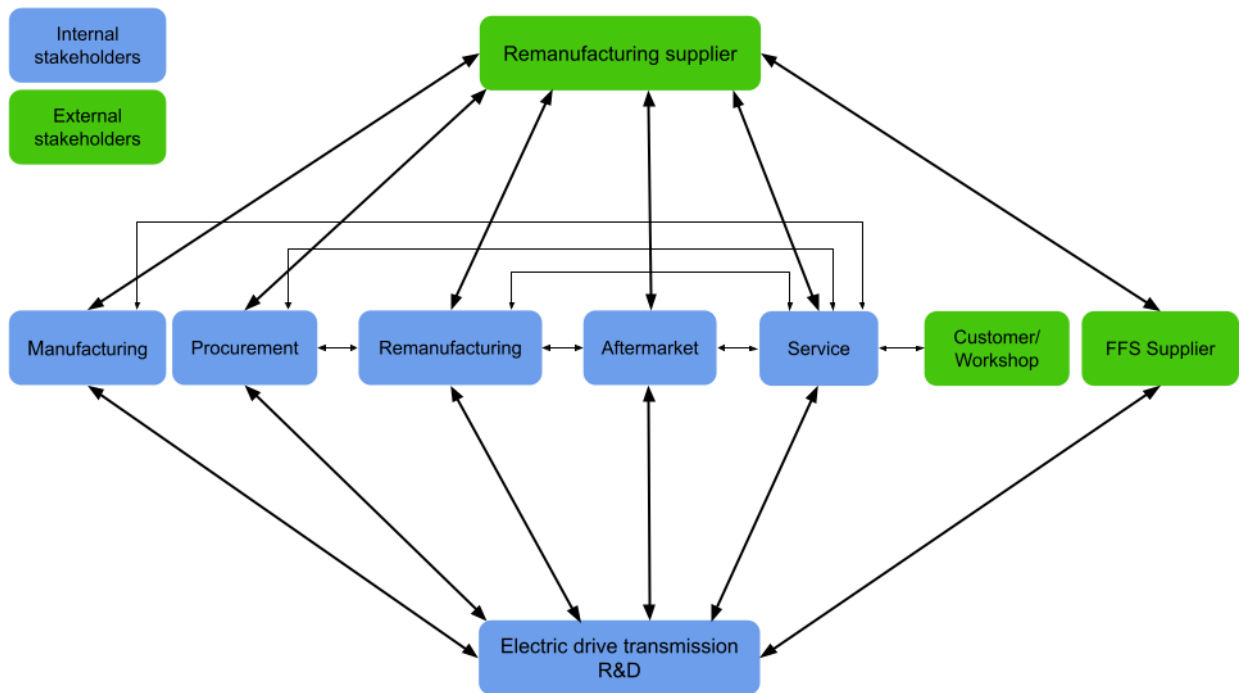 Internal
stakeholders
Remanufacturing supplier
External
stakeholders
Manufacturing
Procurement
Remanufacturing
Aftermarket
Service
Customer/
Workshop
FFS Supplier
Electric drive transmission
R&D